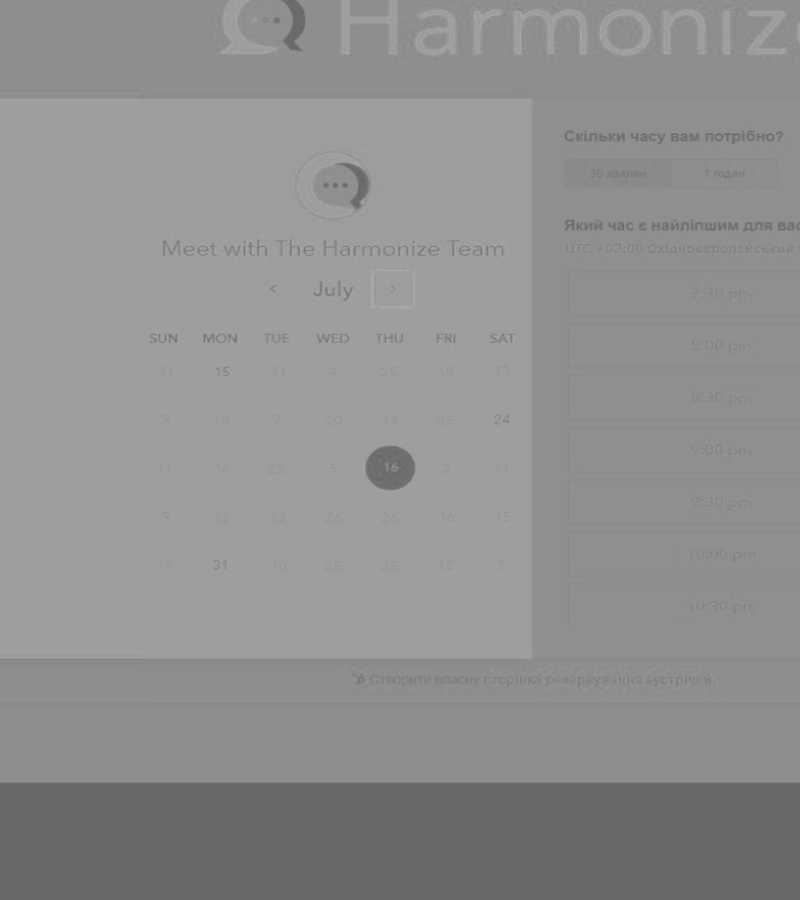 Harmonize
Meet with The Harmonize Team
July
SUN MON TUE WED THU FRI SAT
31 15 31 4 25 19 13
9 18 7 20 14 25 24
11 16 25 5 16 2 11
9 22 22 26 26 16 15
19 31 10 25 25 12 5
Скільки часу вам потрібно?
30 хвилин 1 годин
Який час є найліпшим для вас
UTC +02:00 Східноєвропейський
7:30 pm
8:00 pm
8:30 pm
9:00 pm
9:30 pm
10:00 pm
10:30 pm
Створити власну сторінку резервування зустрічей